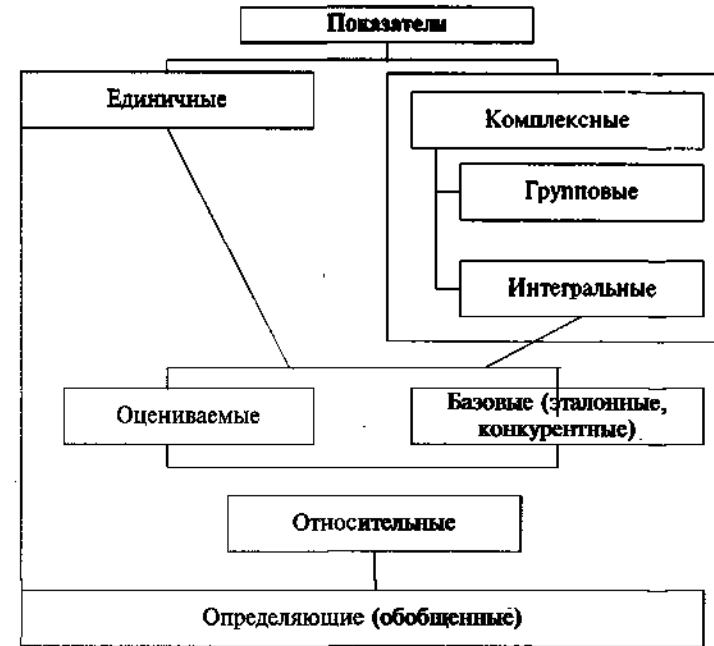 Показатели
Единичные
Комплексные
Групповые
Интегральные
Оцениваемые
Базовые (эталонные,
конкурентные)
Относительные
Определяющие (обобщенные)